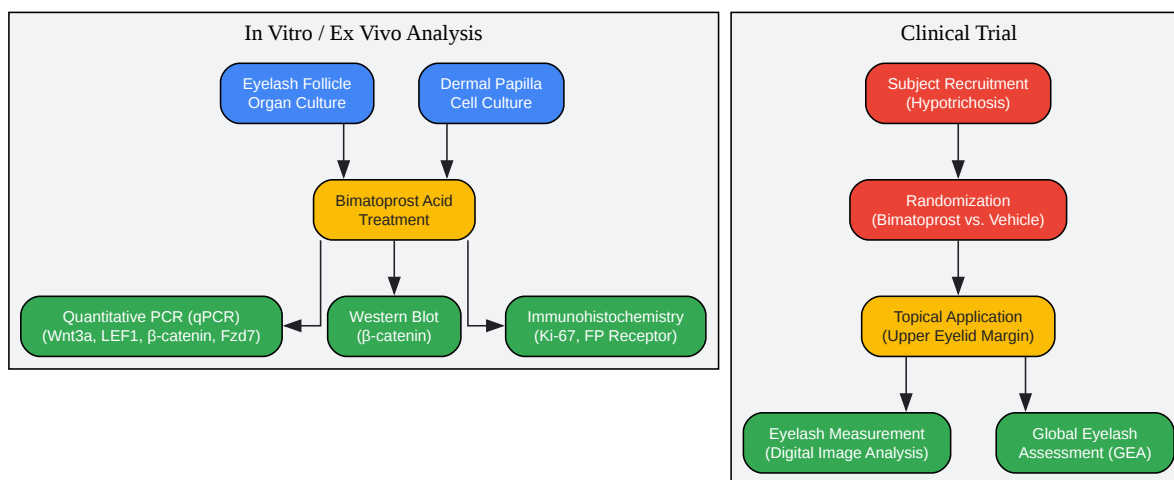 In Vitro / Ex Vivo Analysis
Eyelash Follicle
Organ Culture
Dermal Papilla
Cell Culture
Bimatoprost Acid
Treatment
Quantitative PCR (qPCR)
(Wnt3a, LEF1, β-catenin, Fzd7)
Western Blot
(β-catenin)
Immunohistochemistry
(Ki-67, FP Receptor)
Clinical Trial
Subject Recruitment
(Hypotrichosis)
Randomization
(Bimatoprost vs. Vehicle)
Topical Application
(Upper Eyelid Margin)
Eyelash Measurement
(Digital Image Analysis)
Global Eyelash
Assessment (GEA)